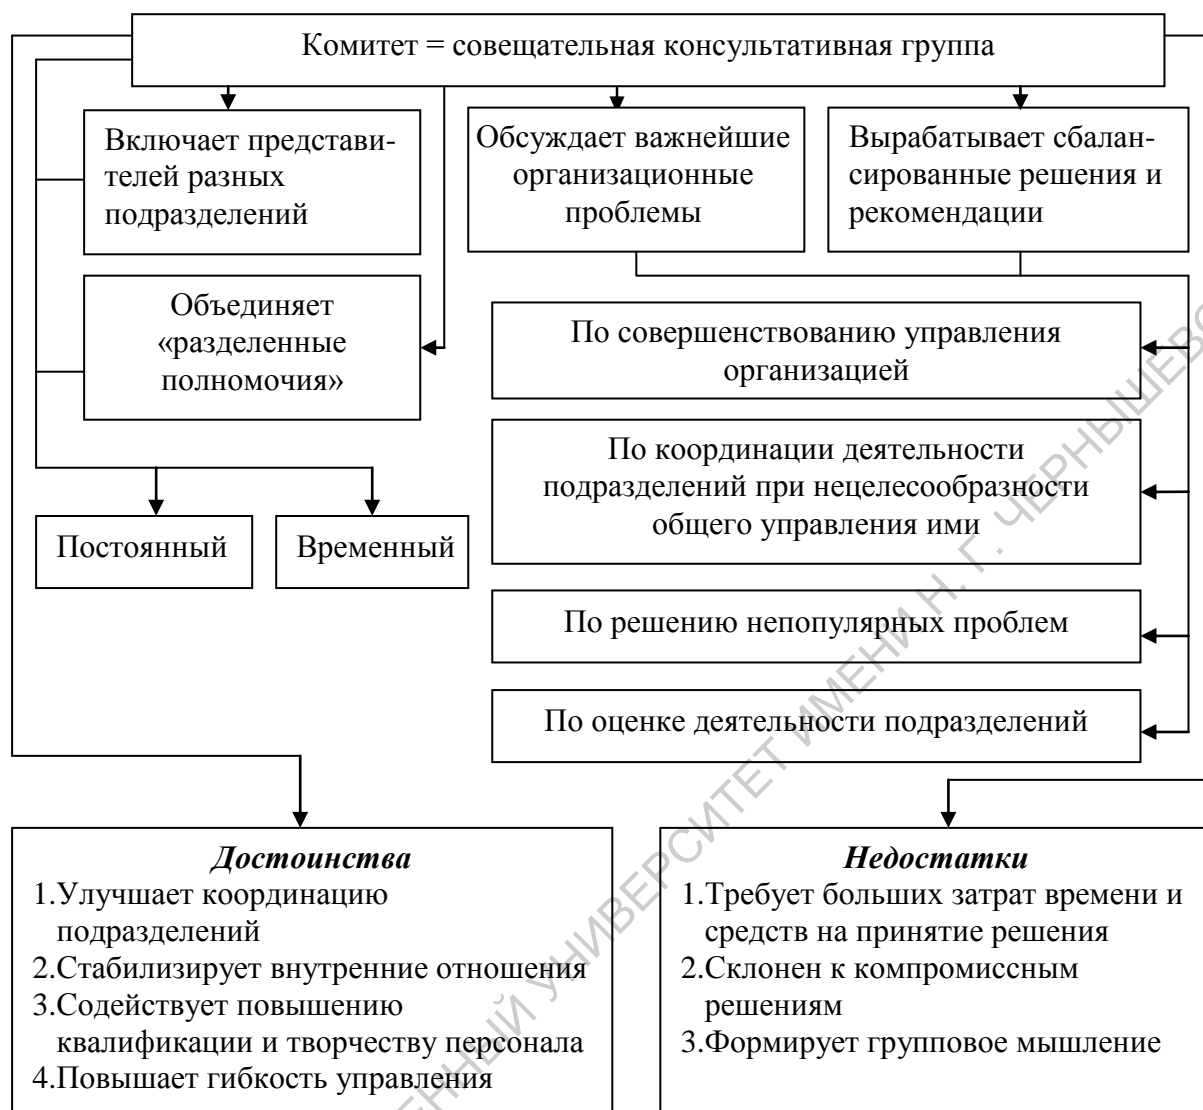 Комитет = совещательная консультативная группа
Включает представи-
телей разных
подразделений
Обсуждает важнейшие
организационные
проблемы
Вырабатывает сбалан-
сированные решения и
рекомендации
Объединяет
«разделенные
полномочия»
По совершенствованию управления
организацией
По координации деятельности
подразделений при нецелесообразности
общего управления ими
Постоянный
Временный
По решению непопулярных проблем
По оценке деятельности подразделений
Достоинства
1.Улучшает координацию
подразделений
2.Стабилизирует внутренние отношения
3.Содействует повышению
квалификации и творчеству персонала
4.Повышает гибкость управления
Недостатки
1.Требует больших затрат времени и
средств на принятие решения
2.Склонен к компромиссным
решениям
3.Формирует групповое мышление
УНИВЕРСИТЕТ ИМЕНИ Н. Г.